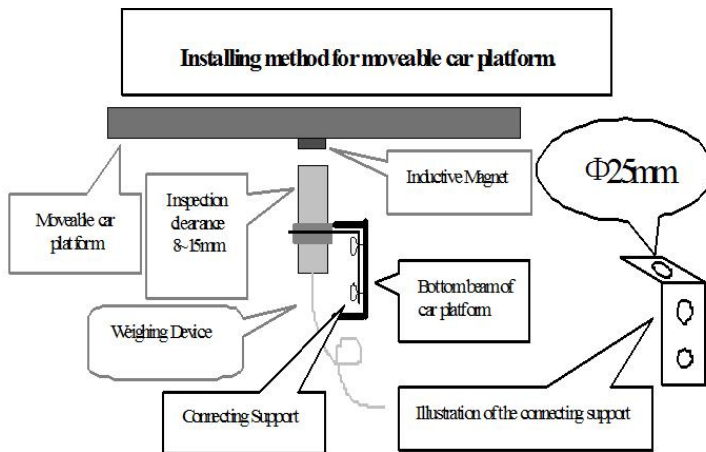 Installing method for moveable car platform.
Φ25mm
Inductive Magnet
Moveable car
platform
Inspection
clearance
8~15mm
Bottom beam of
car platform
Weighing Device
Connecting Support
Illustration of the connecting support